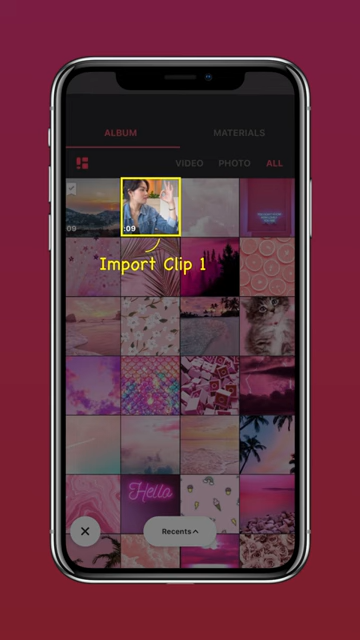 ALBUM
MATERIALS
VIDEO
PHOTO
ALL
09
:09
Import Clip 1
Hello
Recents